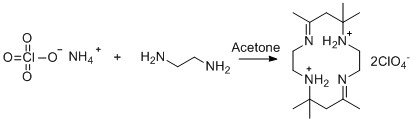 O
O Cl O⁻ NH₄⁺ + H₂N NH₂ Acetone N H₂N⁺ 2ClO₄⁻
O
⁺NH₂ N